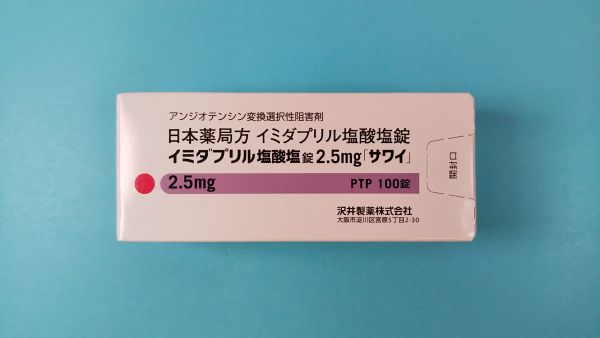 アンジオテンシン変換選択性阻害剤
日本薬局方 イミダプリル塩酸塩錠
イミダプリル塩酸塩錠2.5mg「サワイ」
2.5mg PTP 100錠
開封口
沢井製薬株式会社
大阪市淀川区宮原5丁目2-30